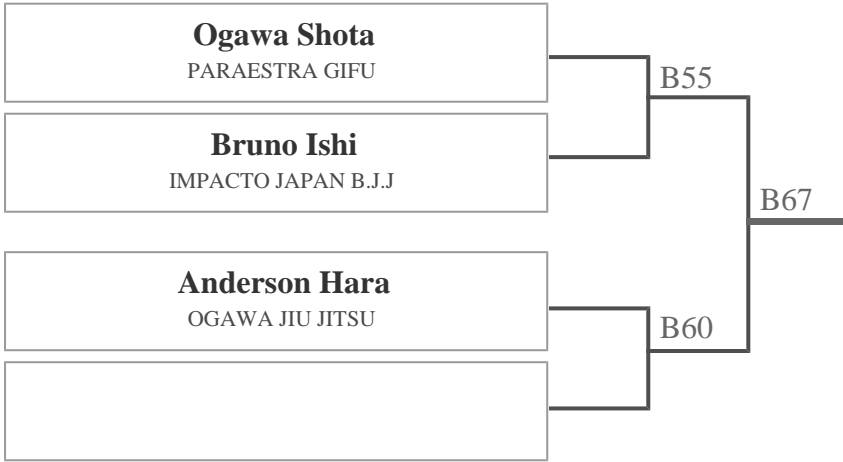 Ogawa Shota
PARAESTRA GIFU
B55
Bruno Ishi
IMPACTO JAPAN B.J.J
B67
Anderson Hara
OGAWA JIU JITSU
B60